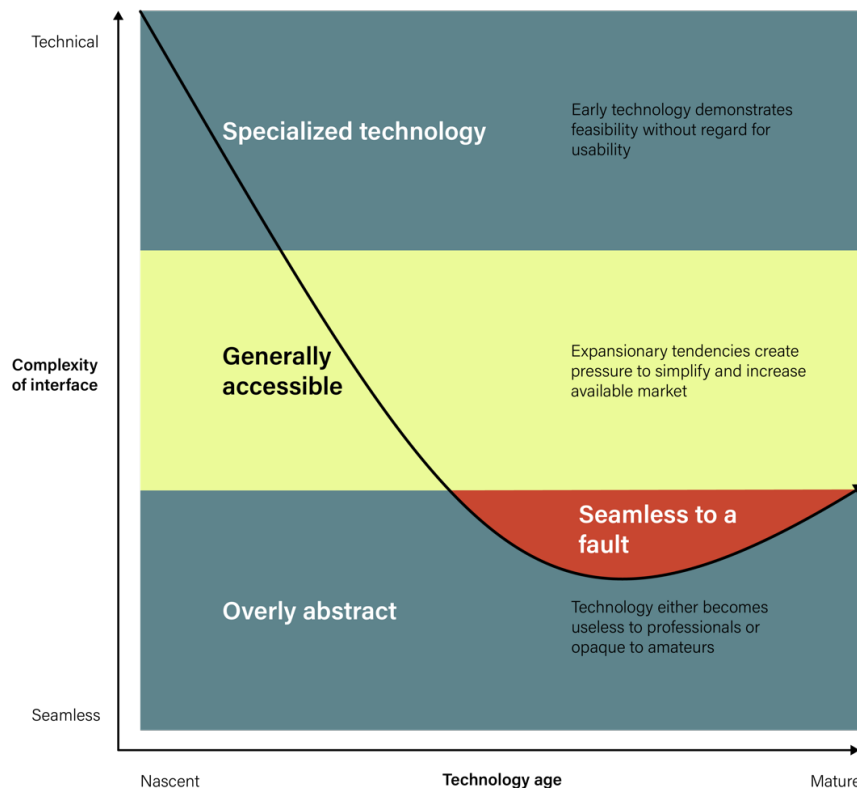 Technical
Specialized technology
Early technology demonstrates
feasibility without regard for
usability
Complexity
of interface
Generally
accessible
Expansionary tendencies create
pressure to simplify and increase
available market
Seamless to a
fault
Overly abstract
Technology either becomes
useless to professionals or
opaque to amateurs
Seamless
Nascent
Technology age
Mature